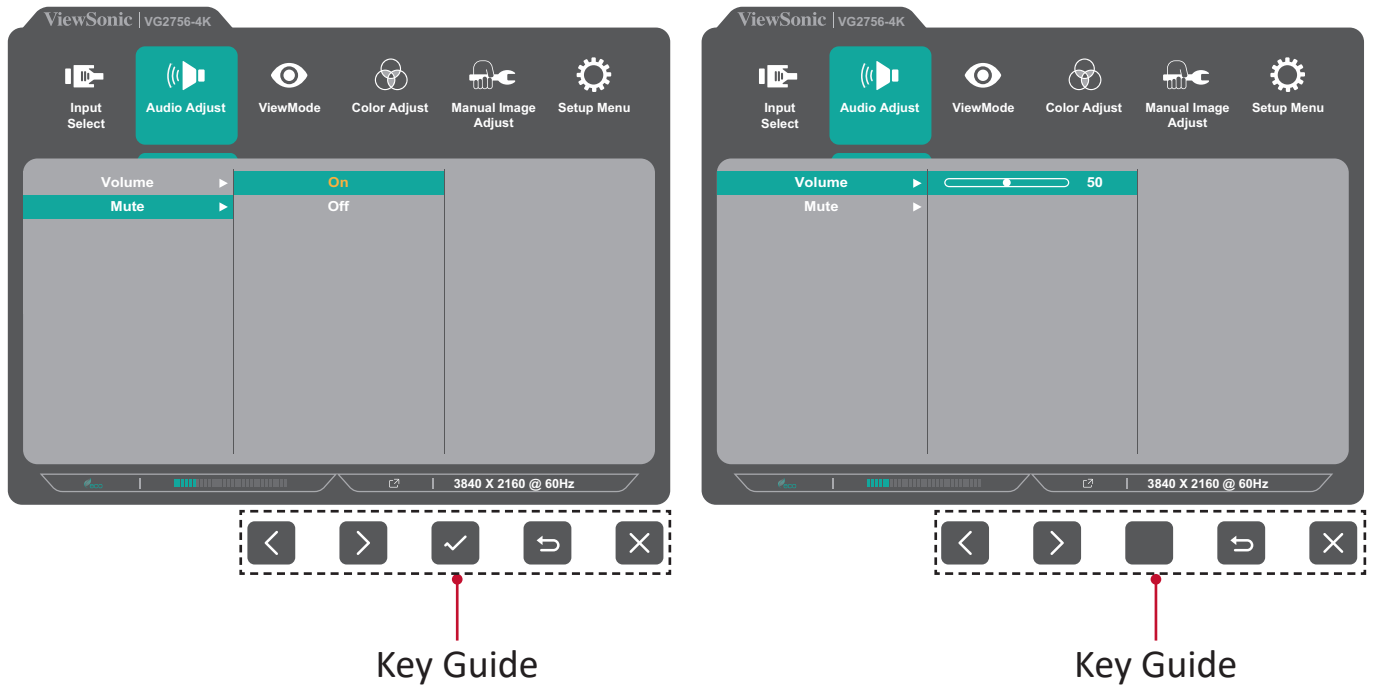 ViewSonic VG2756-4K
Input
Select
Audio Adjust
ViewMode
Color Adjust
Manual Image
Adjust
Setup Menu
Volume
On
Mute
Off
eco
3840 X 2160 @ 60Hz
Key Guide
ViewSonic VG2756-4K
Input
Select
Audio Adjust
ViewMode
Color Adjust
Manual Image
Adjust
Setup Menu
Volume
50
Mute
eco
3840 X 2160 @ 60Hz
Key Guide